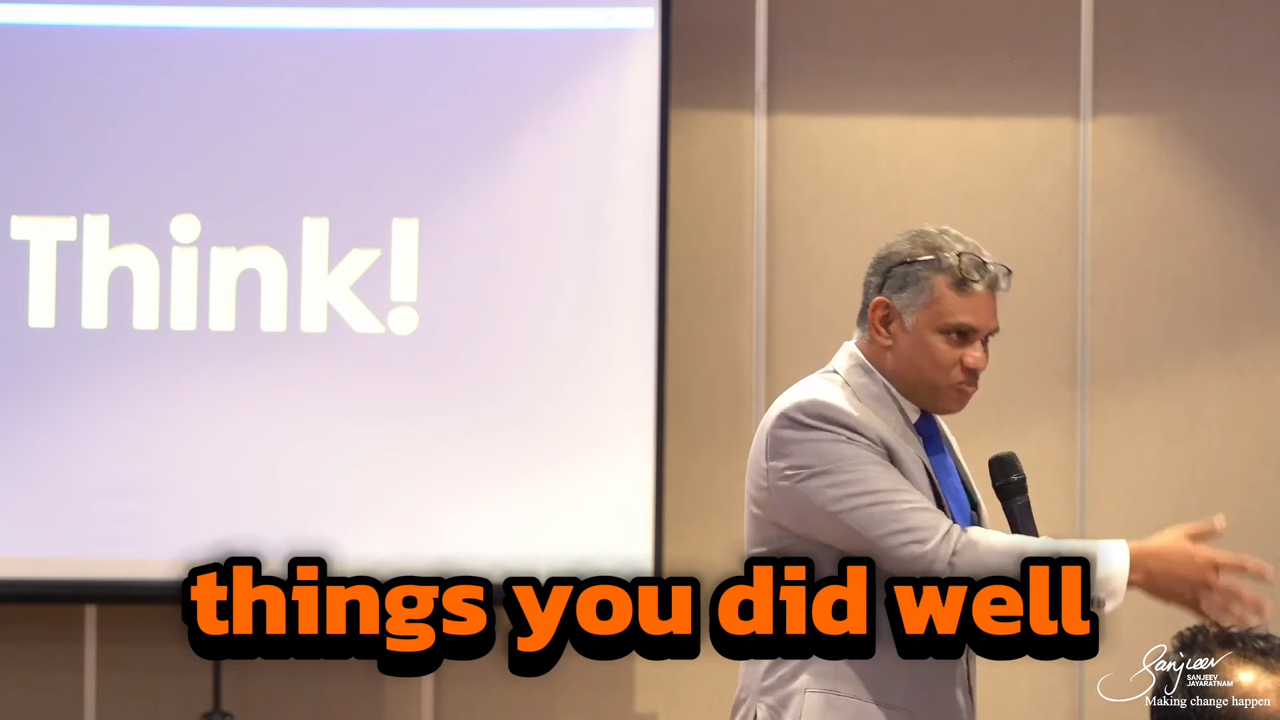 Think!
things you did well
Sanjeev
SANJEEV
JAYARATNAM
Making change happen